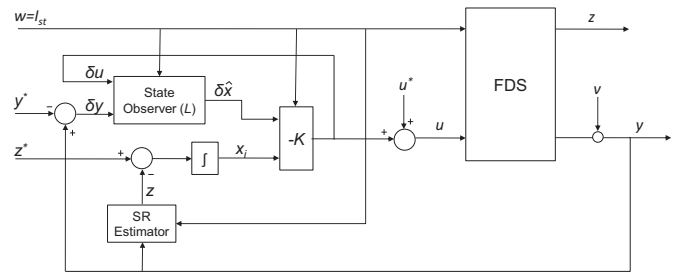 w=I_st
z
δu
State
Observer (L)
δx̂
u*
FDS
y*
−
δy
+
-K
v
+
+
u
y
z*
+
−
∫
x_i
z
SR
Estimator